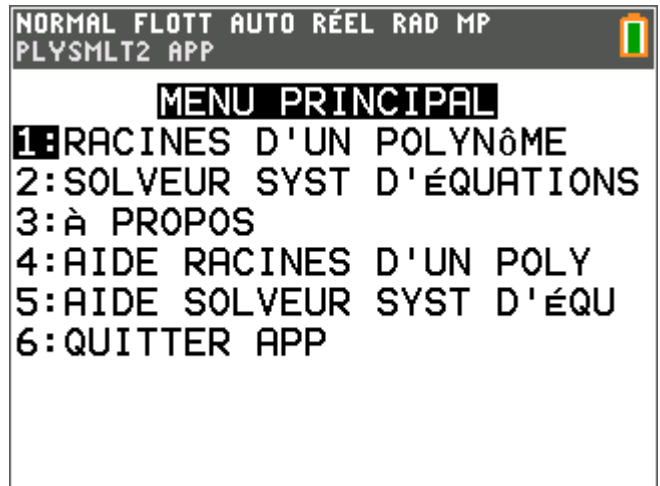 NORMAL FLOTT AUTO RÉEL RAD MP
PLYSMLT2 APP
MENU PRINCIPAL
1:RACINES D'UN POLYNôME
2:SOLVEUR SYST D'ÉQUATIONS
3:À PROPOS
4:AIDE RACINES D'UN POLY
5:AIDE SOLVEUR SYST D'ÉQU
6:QUITTER APP